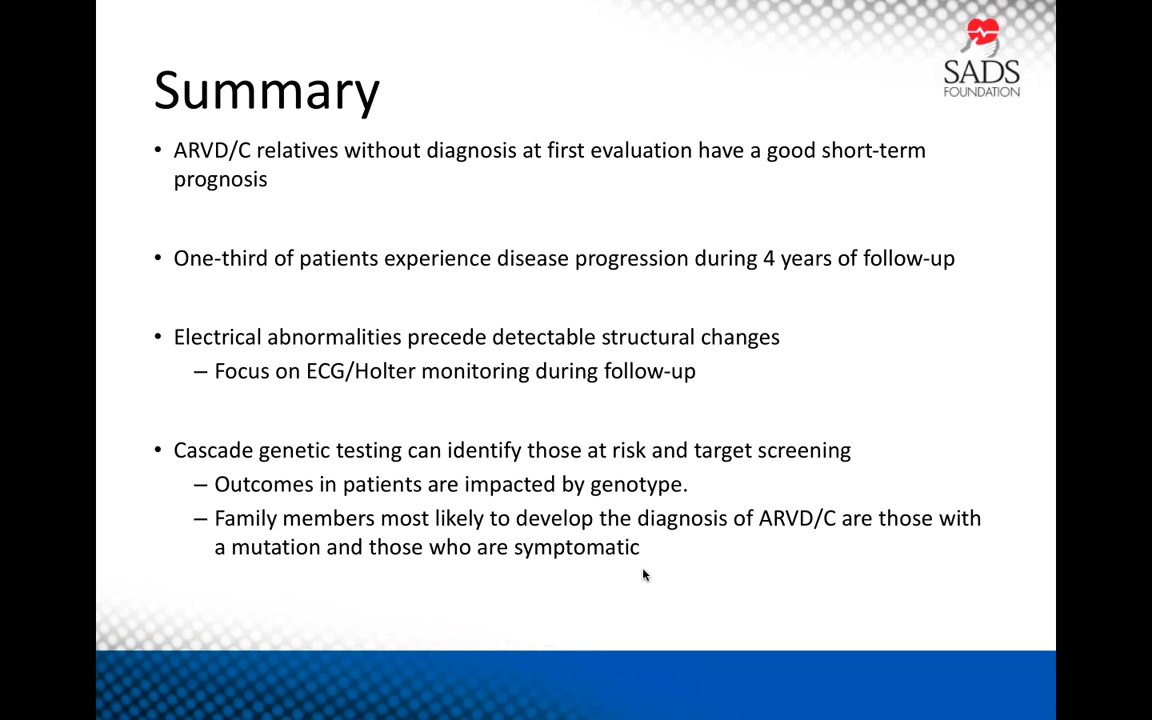 SADS
FOUNDATION
Summary
• ARVD/C relatives without diagnosis at first evaluation have a good short-term
prognosis
• One-third of patients experience disease progression during 4 years of follow-up
• Electrical abnormalities precede detectable structural changes
– Focus on ECG/Holter monitoring during follow-up
• Cascade genetic testing can identify those at risk and target screening
– Outcomes in patients are impacted by genotype.
– Family members most likely to develop the diagnosis of ARVD/C are those with
a mutation and those who are symptomatic